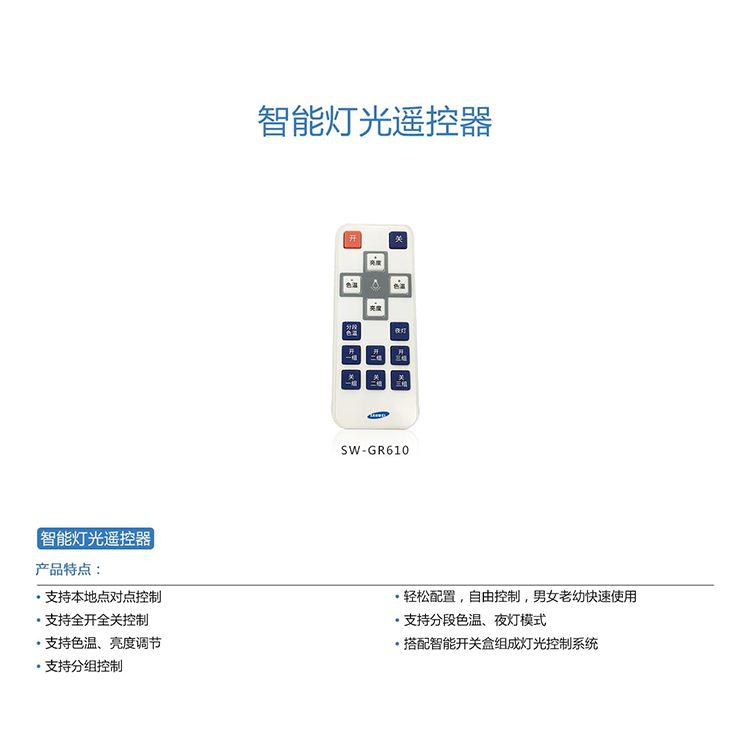 智能灯光遥控器
开 关
+
亮度
- 色温 + 色温
-
亮度
分段色温 夜灯
开一组 开二组 开三组
关一组 关二组 关三组
SW-GR610
智能灯光遥控器
产品特点：
• 支持本地点对点控制
• 支持全开全关控制
• 支持色温、亮度调节
• 支持分组控制
• 轻松配置，自由控制，男女老幼快速使用
• 支持分段色温、夜灯模式
• 搭配智能开关盒组成灯光控制系统